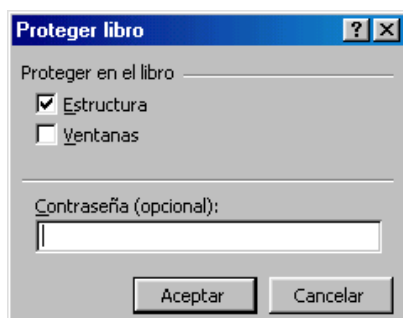 Proteger libro
Proteger en el libro
Estructura
Ventanas
Contraseña (opcional):
Aceptar Cancelar